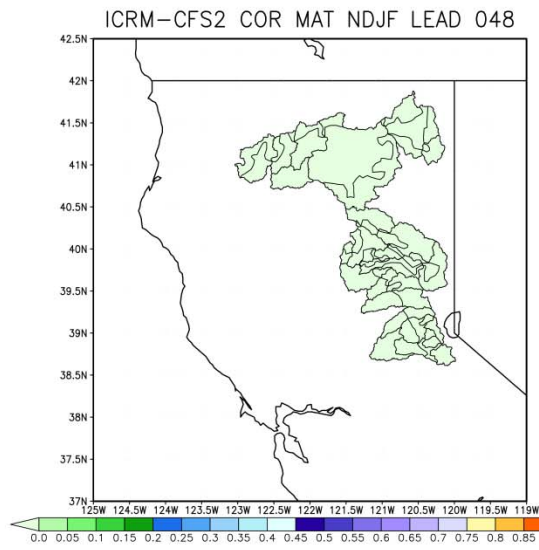 ICRM-CFS2 COR MAT NDJF LEAD 048
42.5N
42N
41.5N
41N
40.5N
40N
39.5N
39N
38.5N
38N
37.5N
37N
125W 124.5W 124W 123.5W 123W 122.5W 122W 121.5W 121W 120.5W 120W 119.5W 119W
0.0 0.05 0.1 0.15 0.2 0.25 0.3 0.35 0.4 0.45 0.5 0.55 0.6 0.65 0.7 0.75 0.8 0.85